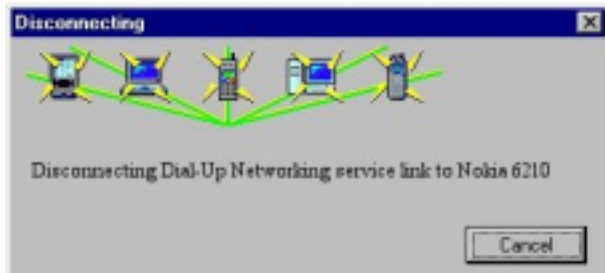 Disconnecting
Disconnecting Dial-Up Networking service link to Nokia 6210
Cancel